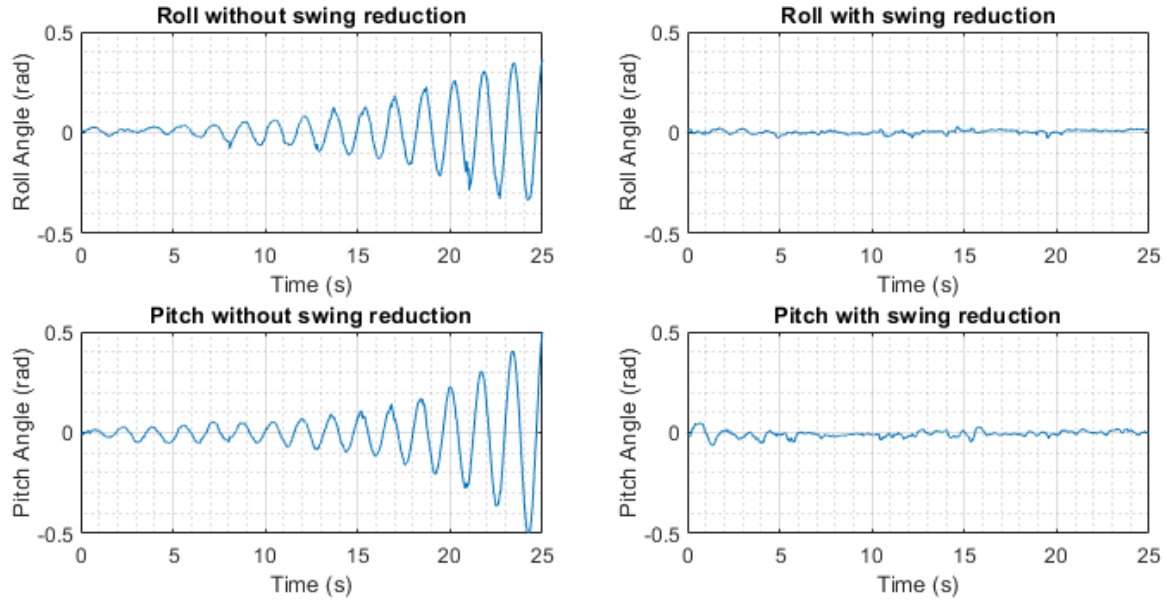 Roll without swing reduction
0.5
0
-0.5
Roll Angle (rad)
0 5 10 15 20 25
Time (s)
Roll with swing reduction
0.5
0
-0.5
Roll Angle (rad)
0 5 10 15 20 25
Time (s)
Pitch without swing reduction
0.5
0
-0.5
Pitch Angle (rad)
0 5 10 15 20 25
Time (s)
Pitch with swing reduction
0.5
0
-0.5
Pitch Angle (rad)
0 5 10 15 20 25
Time (s)